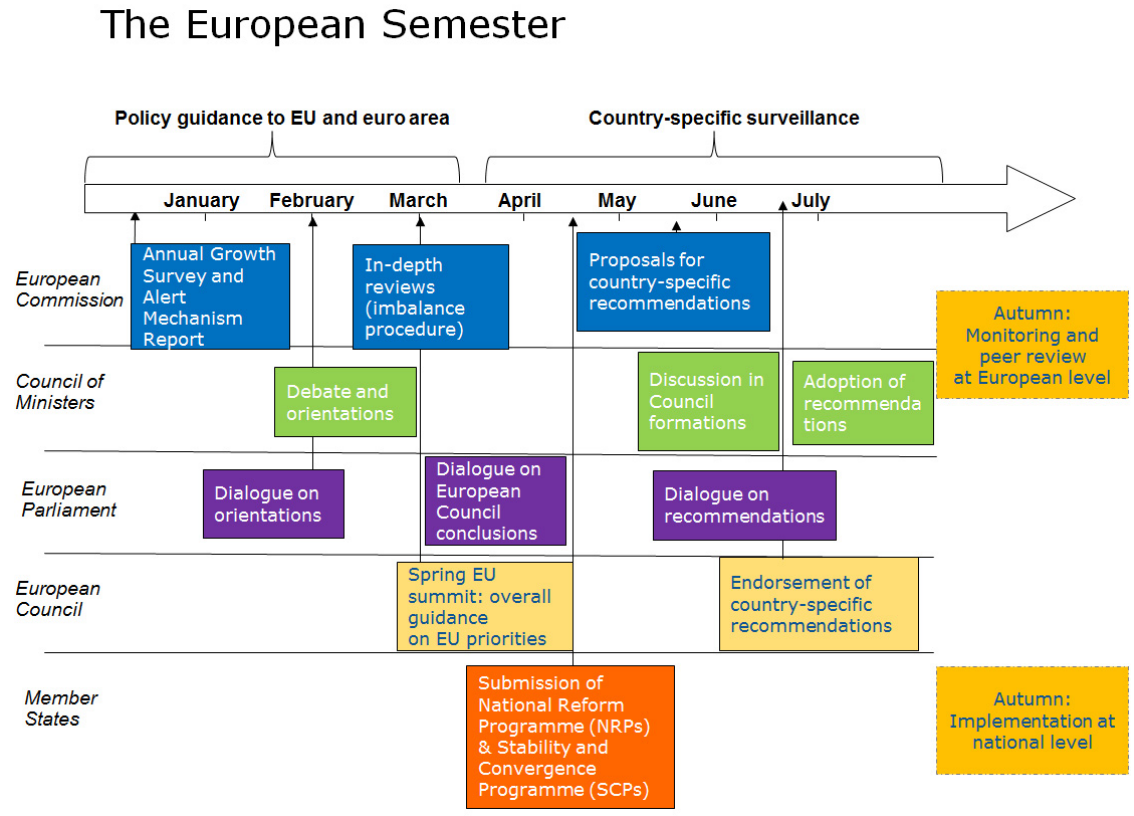 The European Semester
Policy guidance to EU and euro area
Country-specific surveillance
January
February
March
April
May
June
July
European
Commission
Annual Growth
Survey and
Alert
Mechanism
Report
In-depth
reviews
(imbalance
procedure)
Proposals for
country-specific
recommendations
Autumn:
Monitoring and
peer review
at European level
Council of
Ministers
Debate and
orientations
Discussion in
Council
formations
Adoption of
recommenda
tions
European
Parliament
Dialogue on
orientations
Dialogue on
European
Council
conclusions
Dialogue on
recommendations
European
Council
Spring EU
summit: overall
guidance
on EU priorities
Endorsement of
country-specific
recommendations
Member
States
Submission of
National Reform
Programme (NRPs)
& Stability and
Convergence
Programme (SCPs)
Autumn:
Implementation at
national level